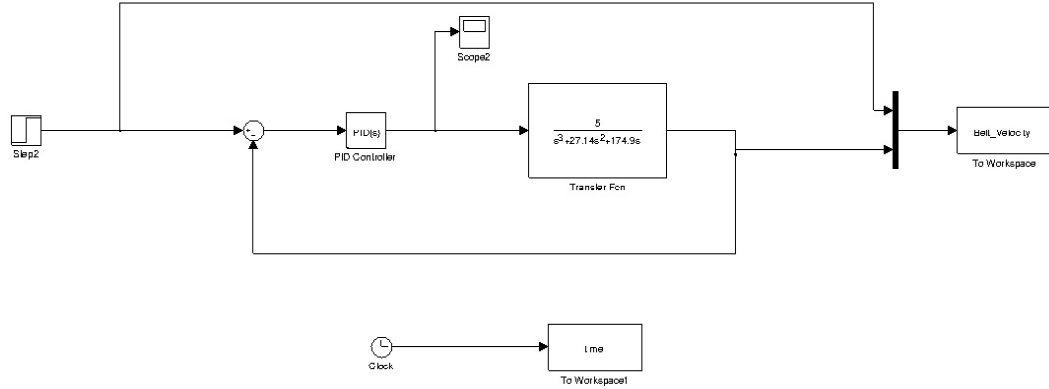 Scope2
Step2
+
-
PID(s)
PID Controller
5
s³+27.14s²+174.9s
Transfer Fcn
Belt_Velocity
To Workspace
Clock
time
To Workspace1